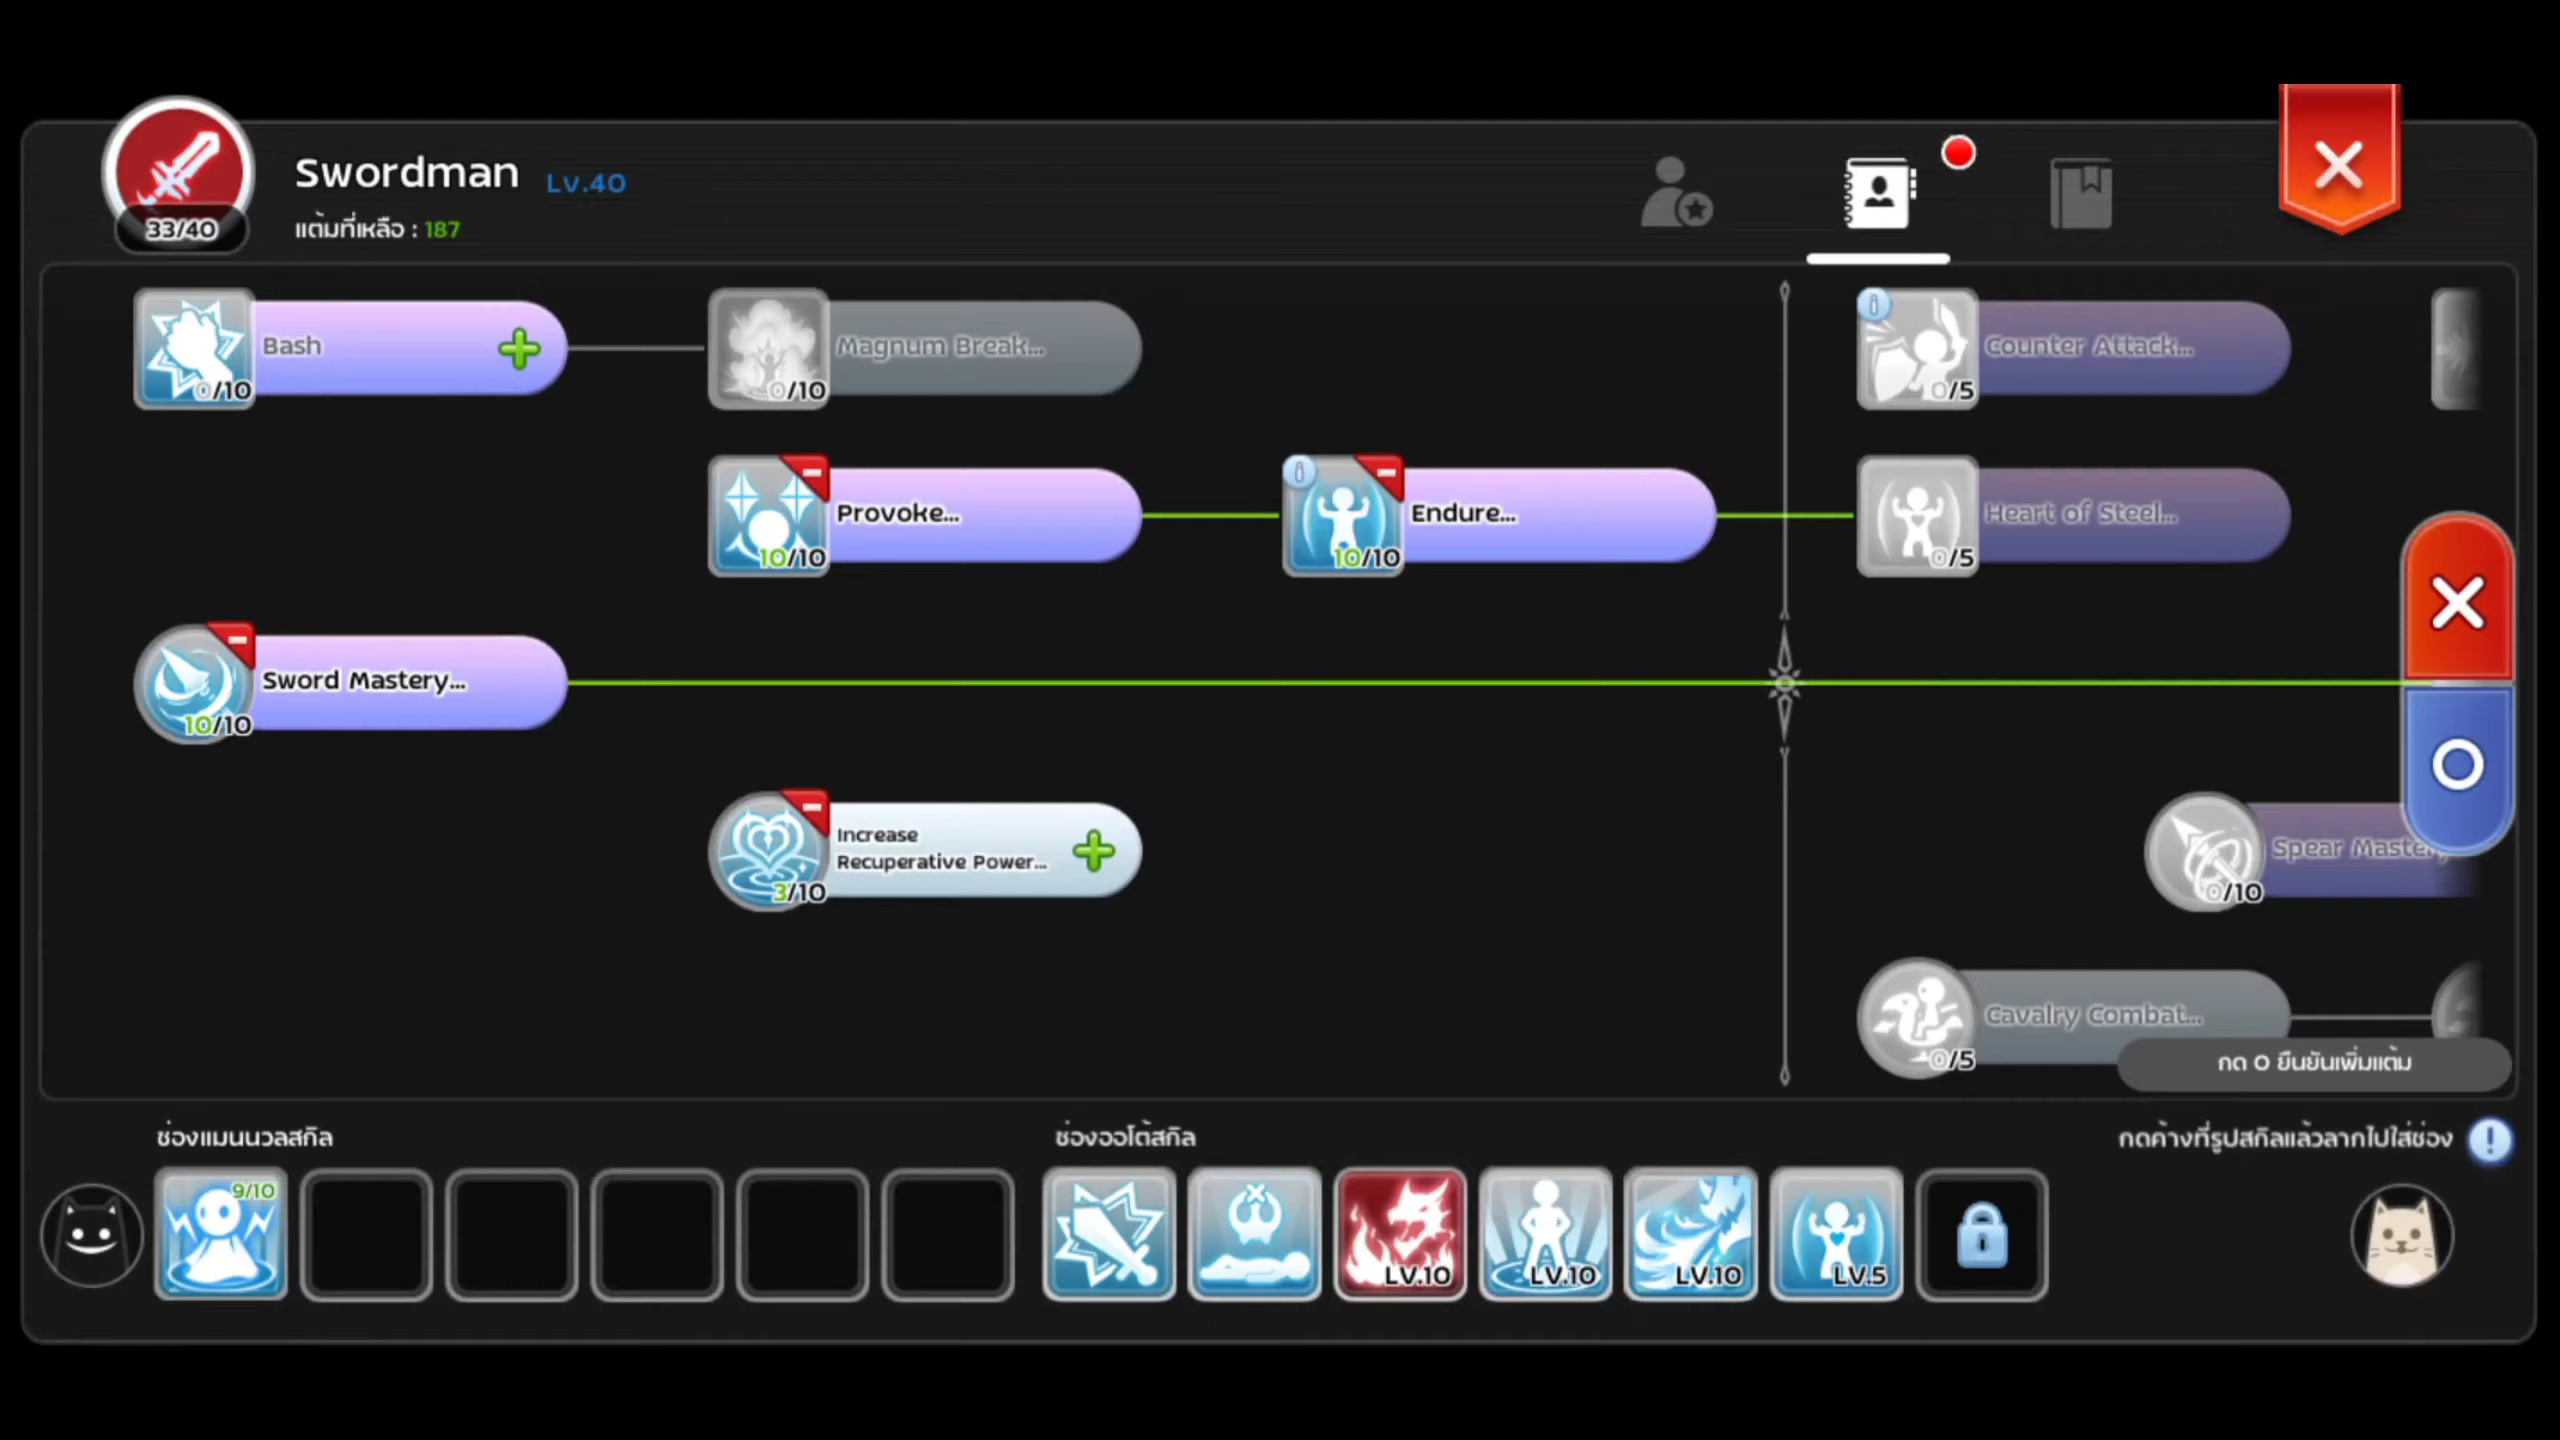 Swordman Lv.40
33/40
แต้มที่เหลือ : 187
Bash
0/10
Magnum Break...
0/10
Counter Attack...
0/5
Provoke...
10/10
Endure...
10/10
Heart of Steel...
0/5
Sword Mastery...
10/10
Increase
Recuperative Power...
3/10
Spear Mastery
0/10
Cavalry Combat...
0/5
กด O ยืนยันเพิ่มแต้ม
ช่องแมนนวลสกิล
ช่องออโต้สกิล
กดค้างที่รูปสกิลแล้วลากไปใส่ช่อง
9/10
LV.10
LV.10
LV.10
LV.5